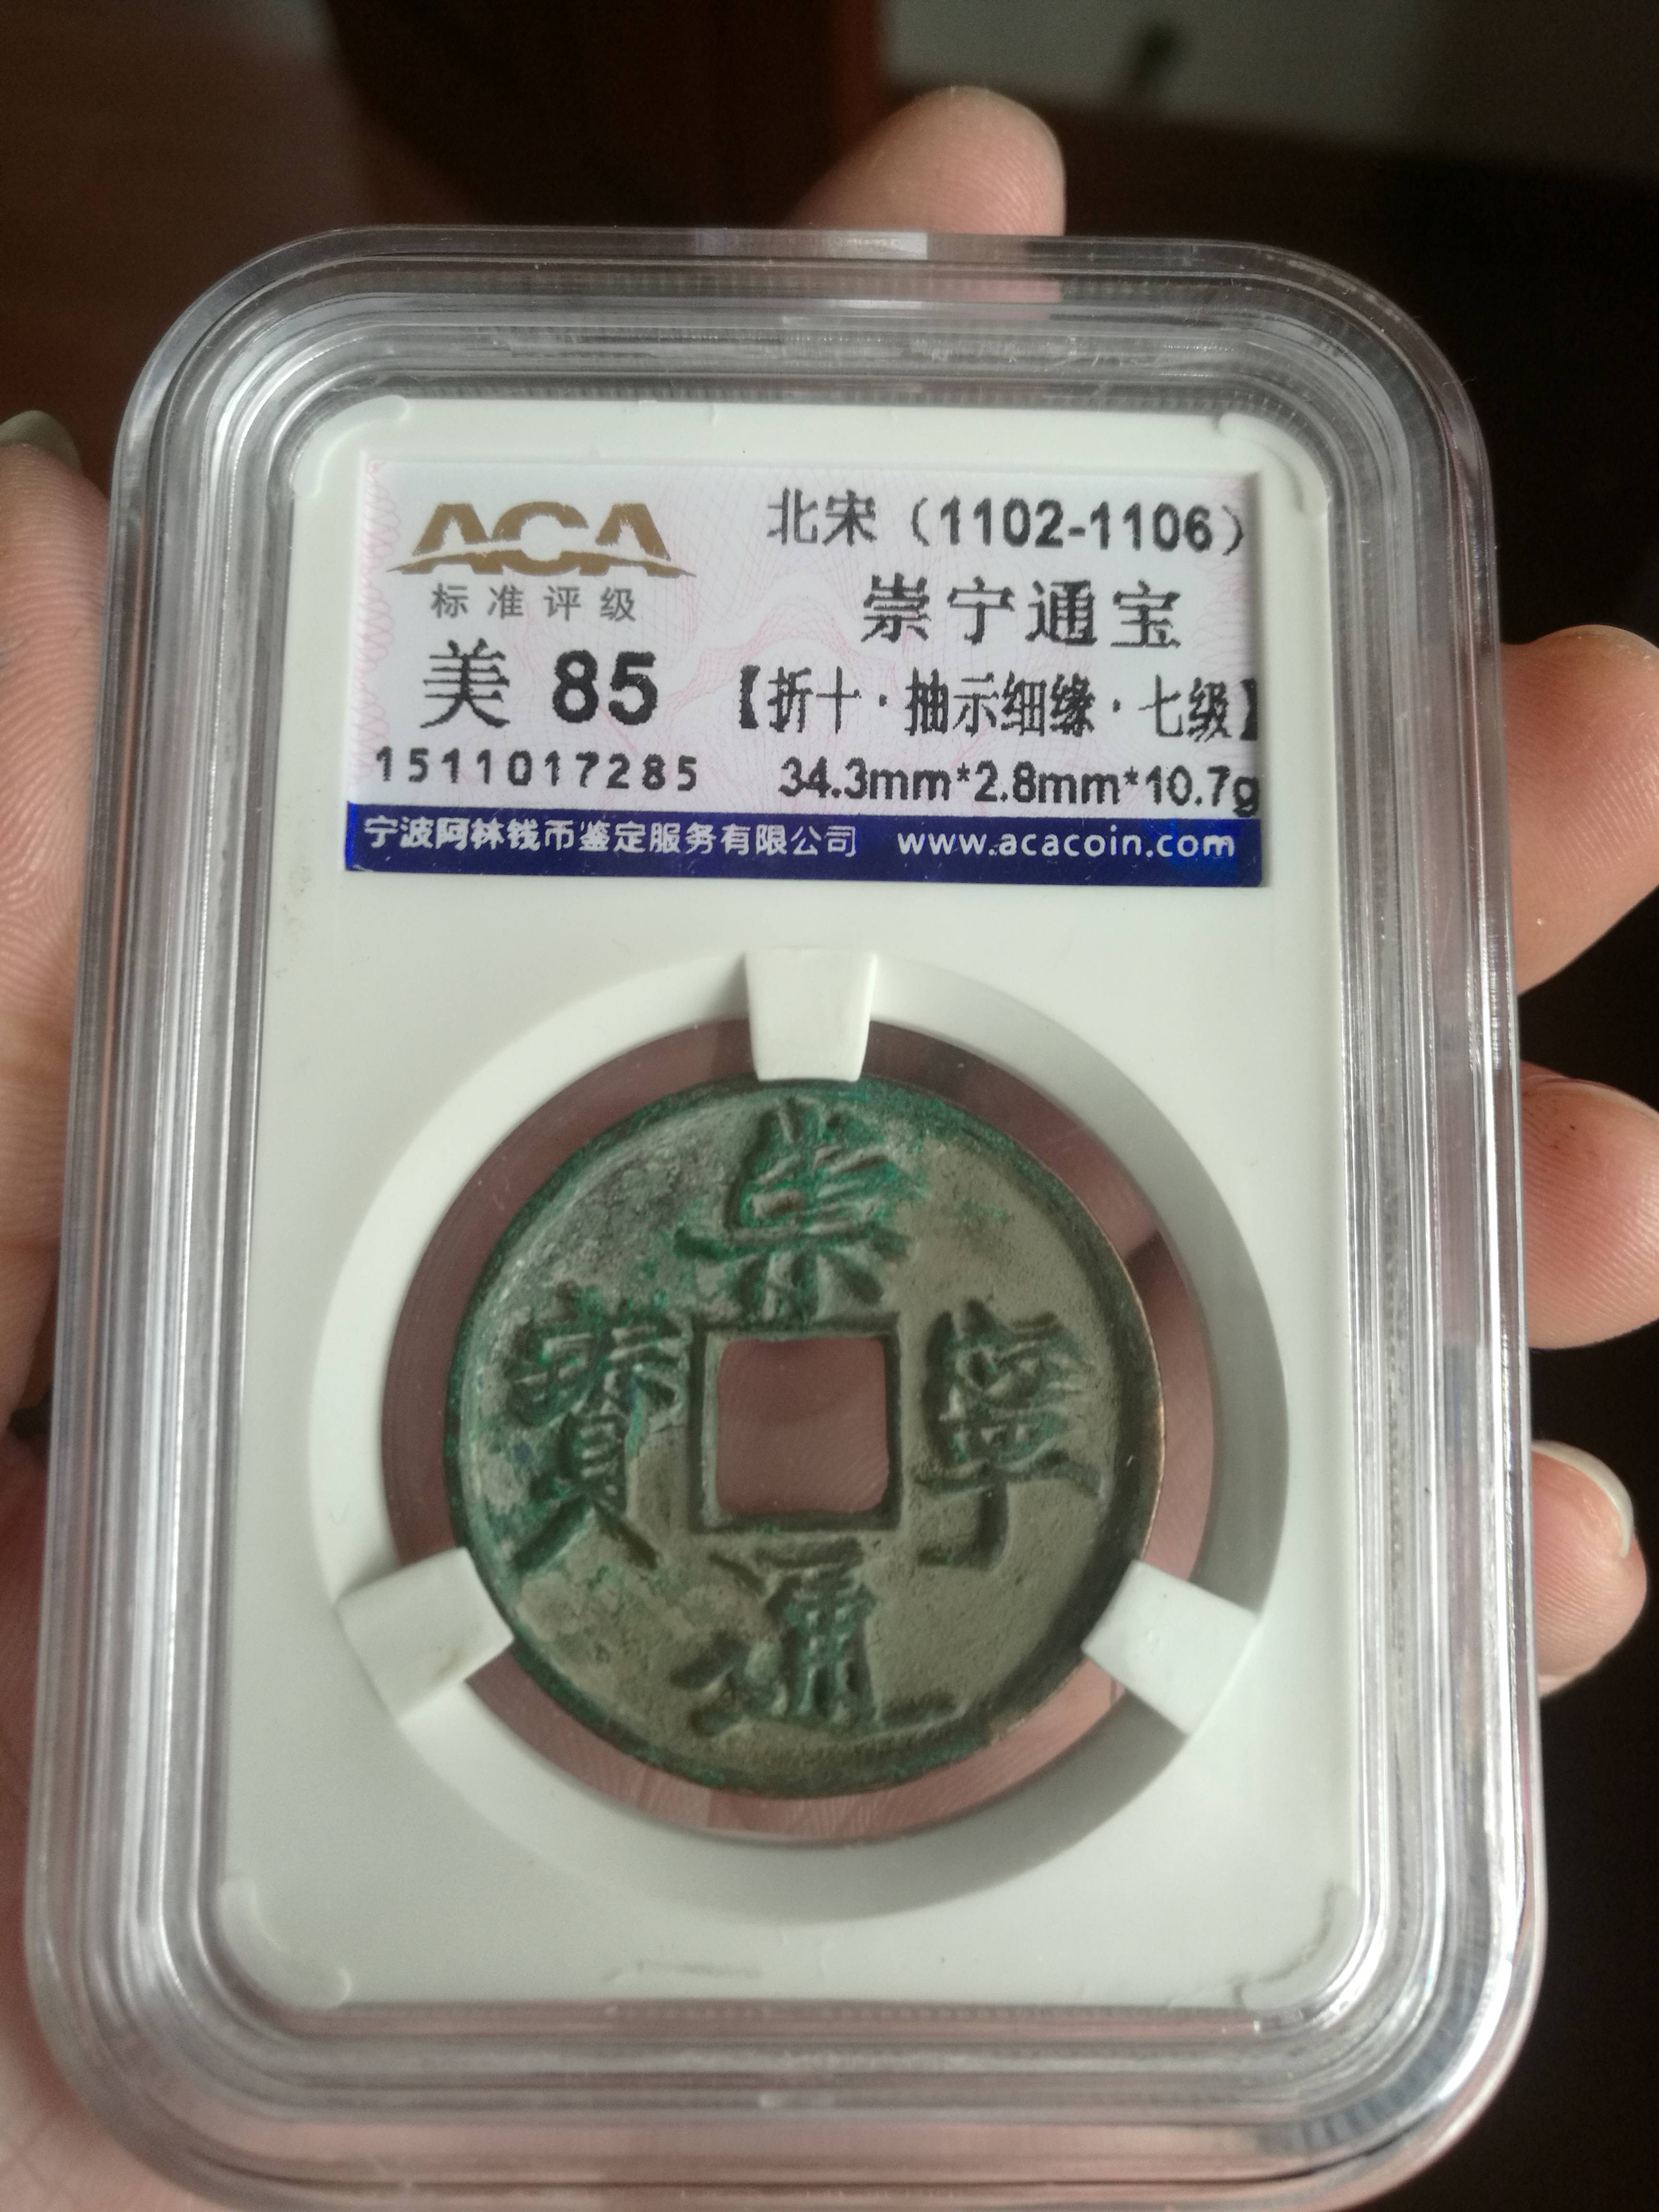 ACA
标准评级
美 85
1511017285
北宋（1102-1106）
崇宁通宝
【折十·抽示细缘·七级】
34.3mm*2.8mm*10.7g
宁波阿林钱币鉴定服务有限公司 www.acacoin.com
崇寧通寳